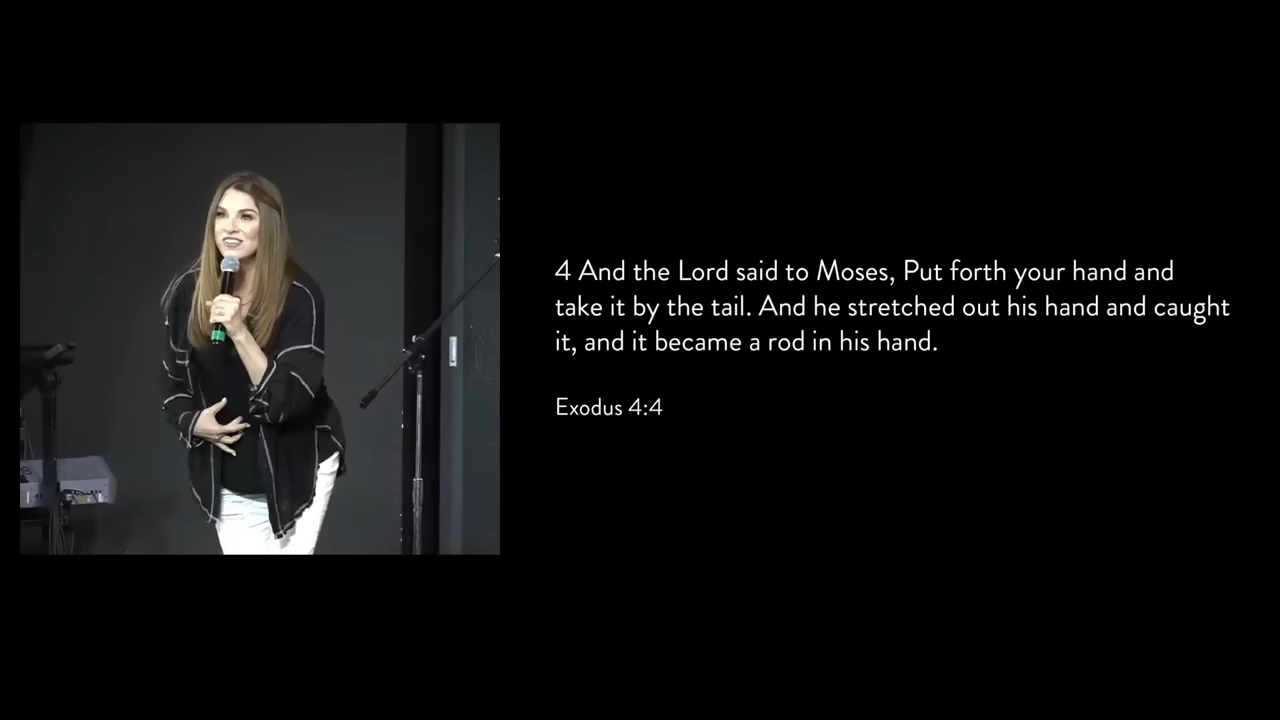 4 And the Lord said to Moses, Put forth your hand and
take it by the tail. And he stretched out his hand and caught
it, and it became a rod in his hand.
Exodus 4:4